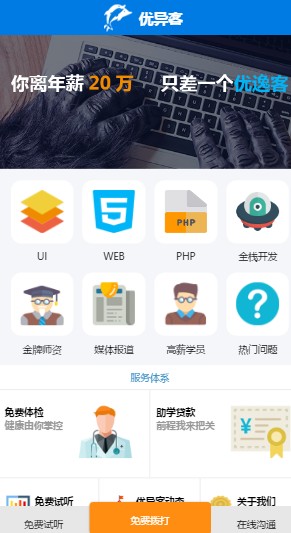 优异客
你离年薪 20 万 只差一个优逸客
UI WEB PHP 全栈开发
PHP
金牌师资 媒体报道 高薪学员 热门问题
服务体系
免费体检 助学贷款
健康由你掌控 前程我来把关
免费试听 优异客动态 关于我们
免费试听 免费拨打 在线沟通